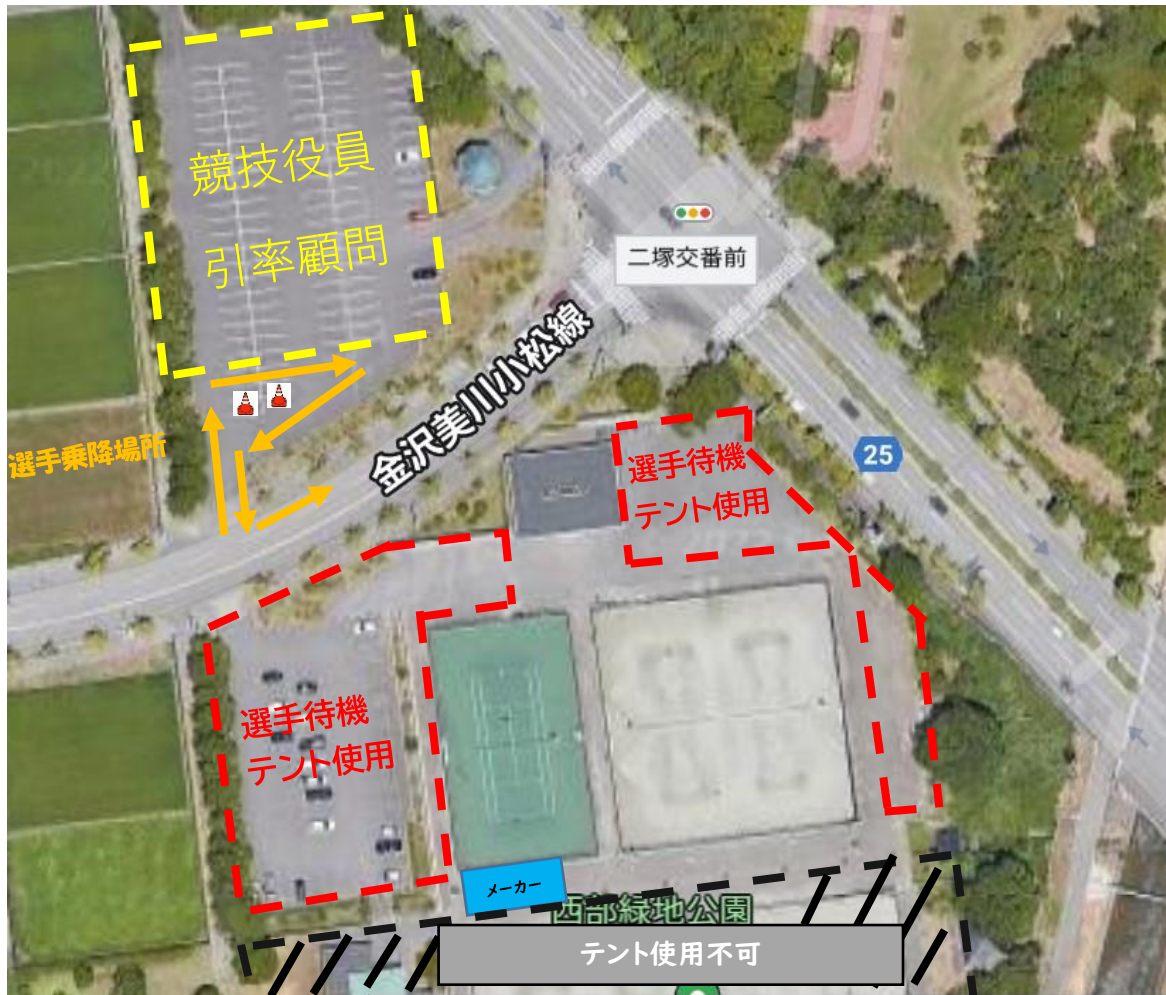 競技役員
引率顧問
二塚交番前
金沢美川小松線
選手乗降場所
選手待機
テント使用
25
選手待機
テント使用
メーカー
西部緑地公園
テント使用不可